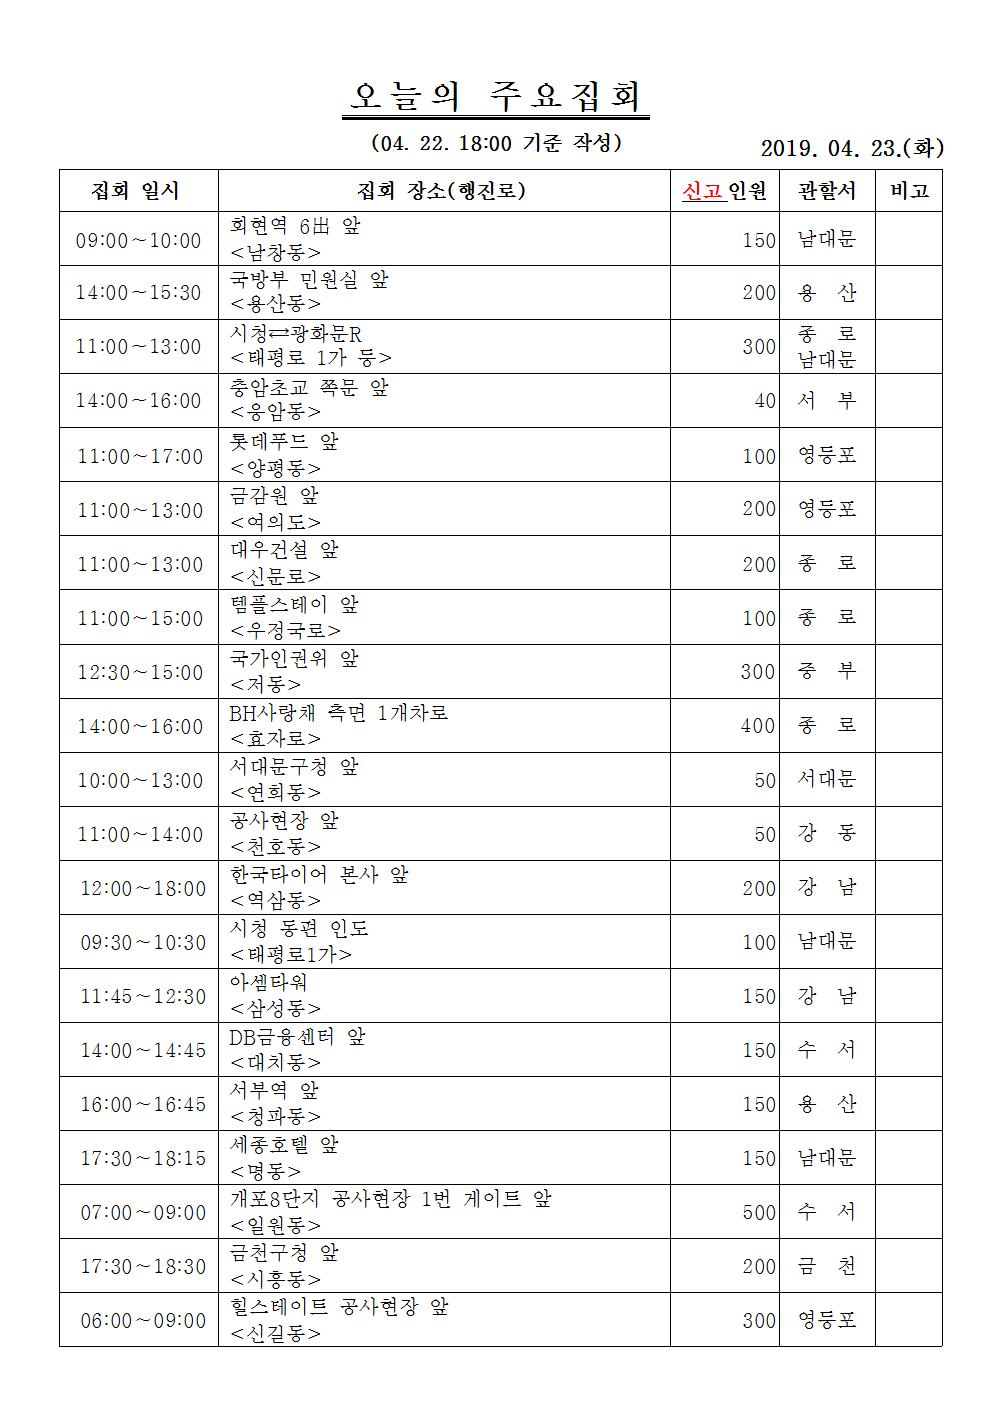 오늘의 주요집회
(04. 22. 18:00 기준 작성)
2019. 04. 23.(화)
집회 일시 집회 장소(행진로) 신고인원 관할서 비고
09:00~10:00 회현역 6出 앞 150 남대문
<남창동>
14:00~15:30 국방부 민원실 앞 200 용 산
<용산동>
11:00~13:00 시청⇄광화문R 300 종 로
<태평로 1가 등> 남대문
14:00~16:00 충암초교 쪽문 앞 40 서 부
<응암동>
11:00~17:00 롯데푸드 앞 100 영등포
<양평동>
11:00~13:00 금감원 앞 200 영등포
<여의도>
11:00~13:00 대우건설 앞 200 종 로
<신문로>
11:00~15:00 템플스테이 앞 100 종 로
<우정국로>
12:30~15:00 국가인권위 앞 300 중 부
<저동>
14:00~16:00 BH사랑채 측면 1개차로 400 종 로
<효자로>
10:00~13:00 서대문구청 앞 50 서대문
<연희동>
11:00~14:00 공사현장 앞 50 강 동
<천호동>
12:00~18:00 한국타이어 본사 앞 200 강 남
<역삼동>
09:30~10:30 시청 동편 인도 100 남대문
<태평로1가>
11:45~12:30 아셈타워 150 강 남
<삼성동>
14:00~14:45 DB금융센터 앞 150 수 서
<대치동>
16:00~16:45 서부역 앞 150 용 산
<청파동>
17:30~18:15 세종호텔 앞 150 남대문
<명동>
07:00~09:00 개포8단지 공사현장 1번 게이트 앞 500 수 서
<일원동>
17:30~18:30 금천구청 앞 200 금 천
<시흥동>
06:00~09:00 힐스테이트 공사현장 앞 300 영등포
<신길동>